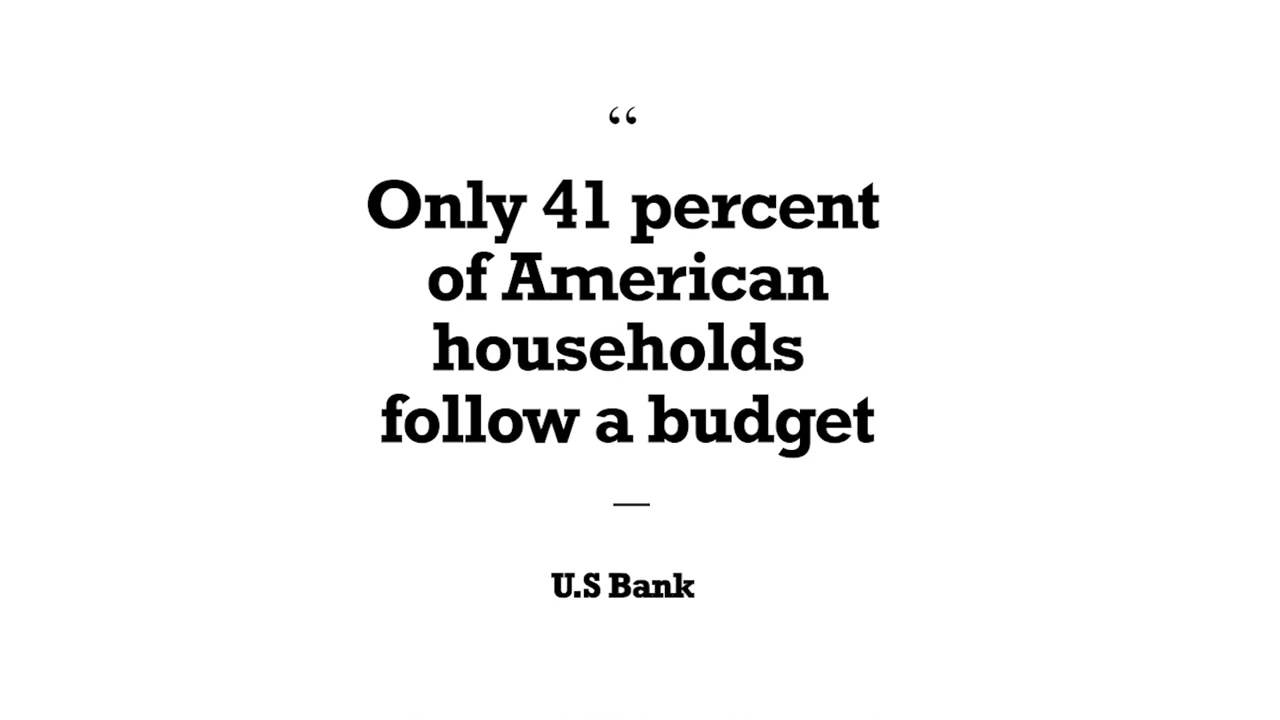 “
Only 41 percent
of American
households
follow a budget
—
U.S Bank